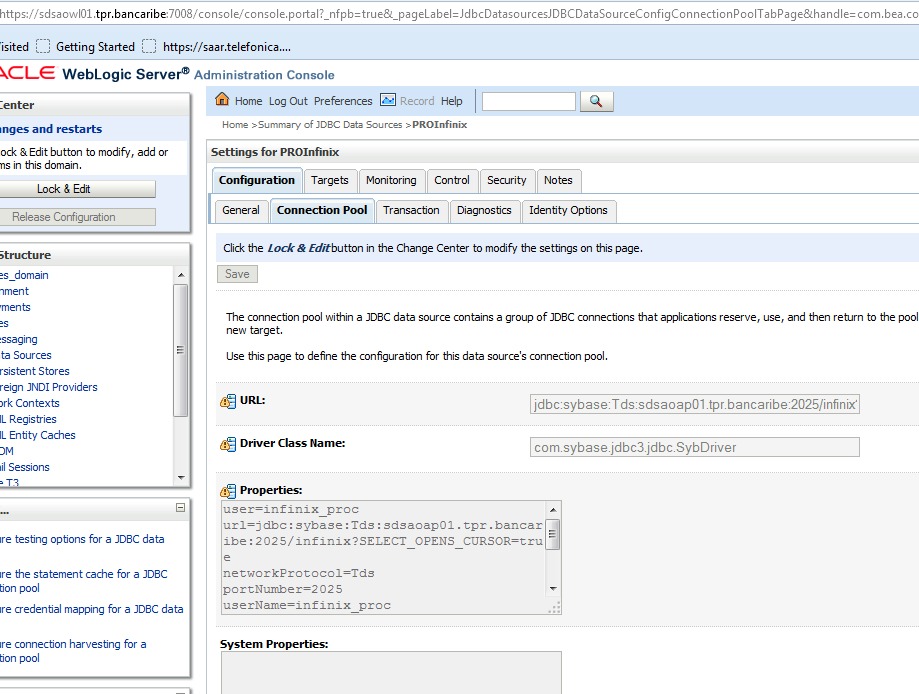 https://sdsaowl01.tpr.bancaribe:7008/console/console.portal?_nfpb=true&_pageLabel=JdbcDatasourcesJDBCDataSourceConfigConnectionPoolTabPage&handle=com.bea.co
isited Getting Started https://saar.telefonica....
ACLE WebLogic Server® Administration Console
Center
nges and restarts
ock & Edit button to modify, add or
ms in this domain.
Lock & Edit
Release Configuration
Structure
es_domain
nment
yments
es
essaging
ta Sources
rsistent Stores
reign JNDI Providers
ork Contexts
L Registries
L Entity Caches
OM
il Sessions
e T3
...
re testing options for a JDBC data
re the statement cache for a JDBC
tion pool
re credential mapping for a JDBC data
re connection harvesting for a
tion pool
Home Log Out Preferences Record Help
Home >Summary of JDBC Data Sources >PROInfinix
Settings for PROInfinix
Configuration Targets Monitoring Control Security Notes
General Connection Pool Transaction Diagnostics Identity Options
Click the Lock & Edit button in the Change Center to modify the settings on this page.
Save
The connection pool within a JDBC data source contains a group of JDBC connections that applications reserve, use, and then return to the pool
new target.
Use this page to define the configuration for this data source's connection pool.
URL: jdbc:sybase:Tds:sdsaoap01.tpr.bancaribe:2025/infinix?
Driver Class Name: com.sybase.jdbc3.jdbc.SybDriver
Properties:
user=infinix_proc
url=jdbc:sybase:Tds:sdsaoap01.tpr.bancar
ibe:2025/infinix?SELECT_OPENS_CURSOR=tru
e
networkProtocol=Tds
portNumber=2025
userName=infinix_proc
System Properties: